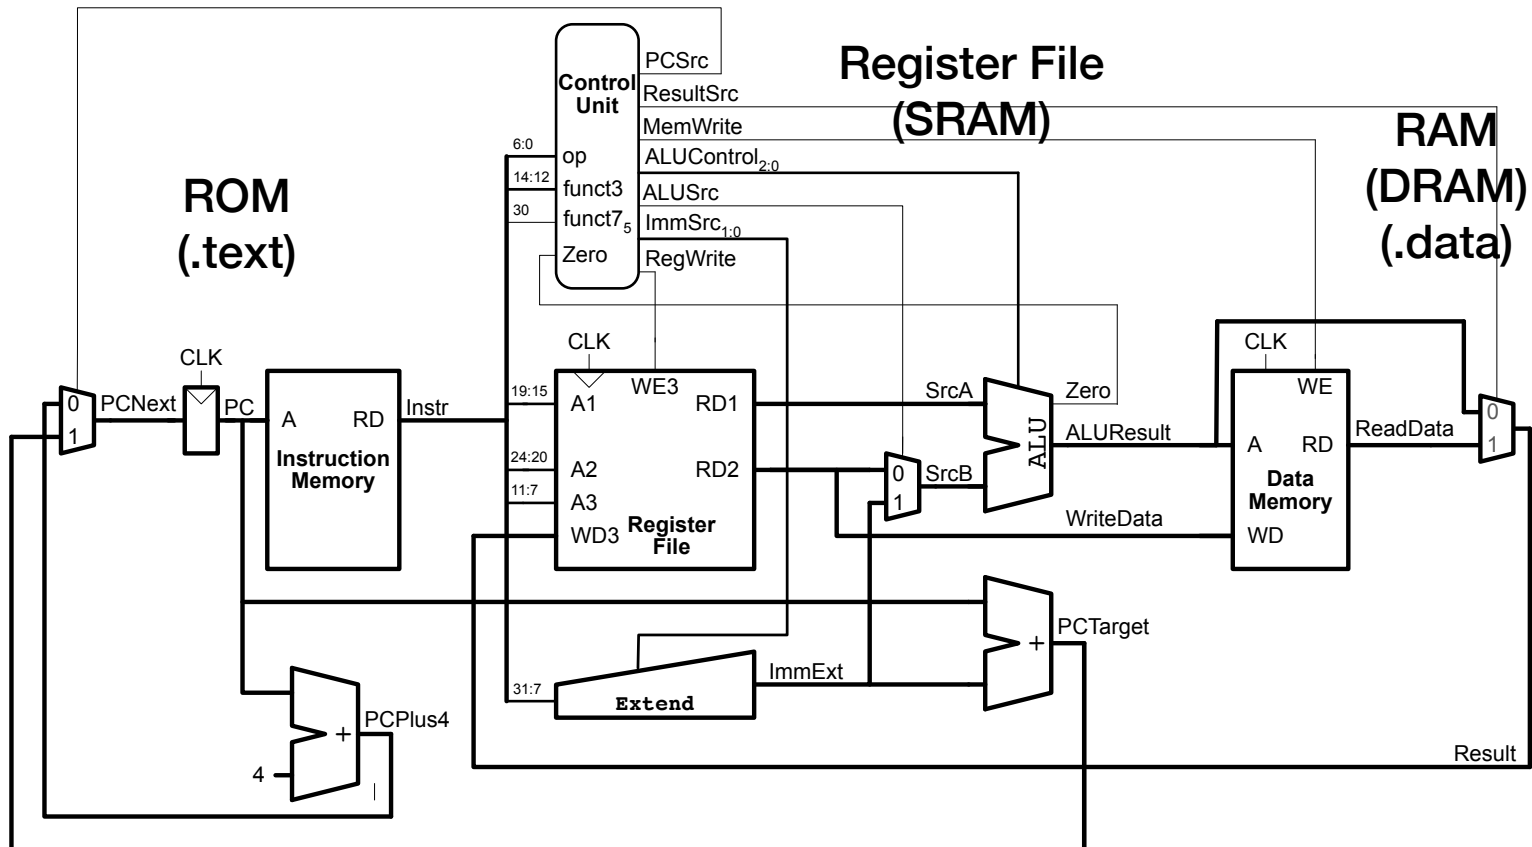 Register File
(SRAM)
RAM
(DRAM)
(.data)
ROM
(.text)
Control
Unit
PCSrc
ResultSrc
MemWrite
ALUControl2:0
ALUSrc
ImmSrc1:0
RegWrite
6:0
op
14:12
funct3
30
funct75
Zero
CLK
CLK
CLK
0
1
PCNext
PC
A
RD
Instruction
Memory
Instr
19:15
A1
WE3
RD1
24:20
A2
RD2
11:7
A3
WD3
Register
File
SrcA
0
1
SrcB
ALU
Zero
ALUResult
WriteData
WE
A
RD
Data
Memory
WD
ReadData
0
1
31:7
Extend
ImmExt
+
PCTarget
PCPlus4
+
4
Result